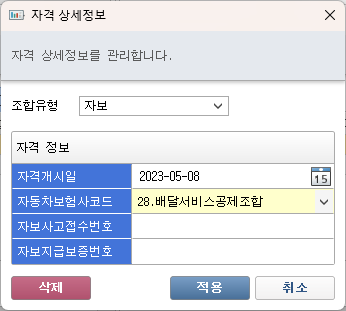 자격 상세정보
자격 상세정보를 관리합니다.
조합유형 자보
자격 정보
자격개시일 2023-05-08 15
자동차보험사코드 28.배달서비스공제조합
자보사고접수번호
자보지급보증번호
삭제 적용 취소